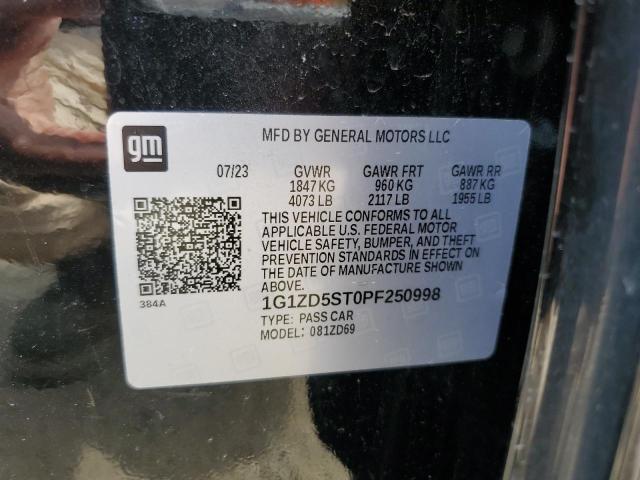 gm
MFD BY GENERAL MOTORS LLC
07/23 GVWR GAWR FRT GAWR RR
1847 KG 960 KG 887 KG
4073 LB 2117 LB 1955 LB
THIS VEHICLE CONFORMS TO ALL
APPLICABLE U.S. FEDERAL MOTOR
VEHICLE SAFETY, BUMPER, AND THEFT
PREVENTION STANDARDS IN EFFECT ON
THE DATE OF MANUFACTURE SHOWN
ABOVE.
384A
1G1ZD5ST0PF250998
TYPE: PASS CAR
MODEL: 081ZD69